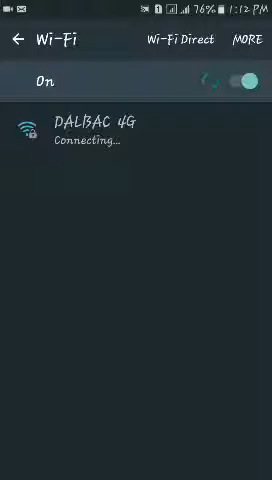 76% 1:12 PM
Wi-Fi Wi-Fi Direct MORE
On
DALBAC 4G
Connecting...